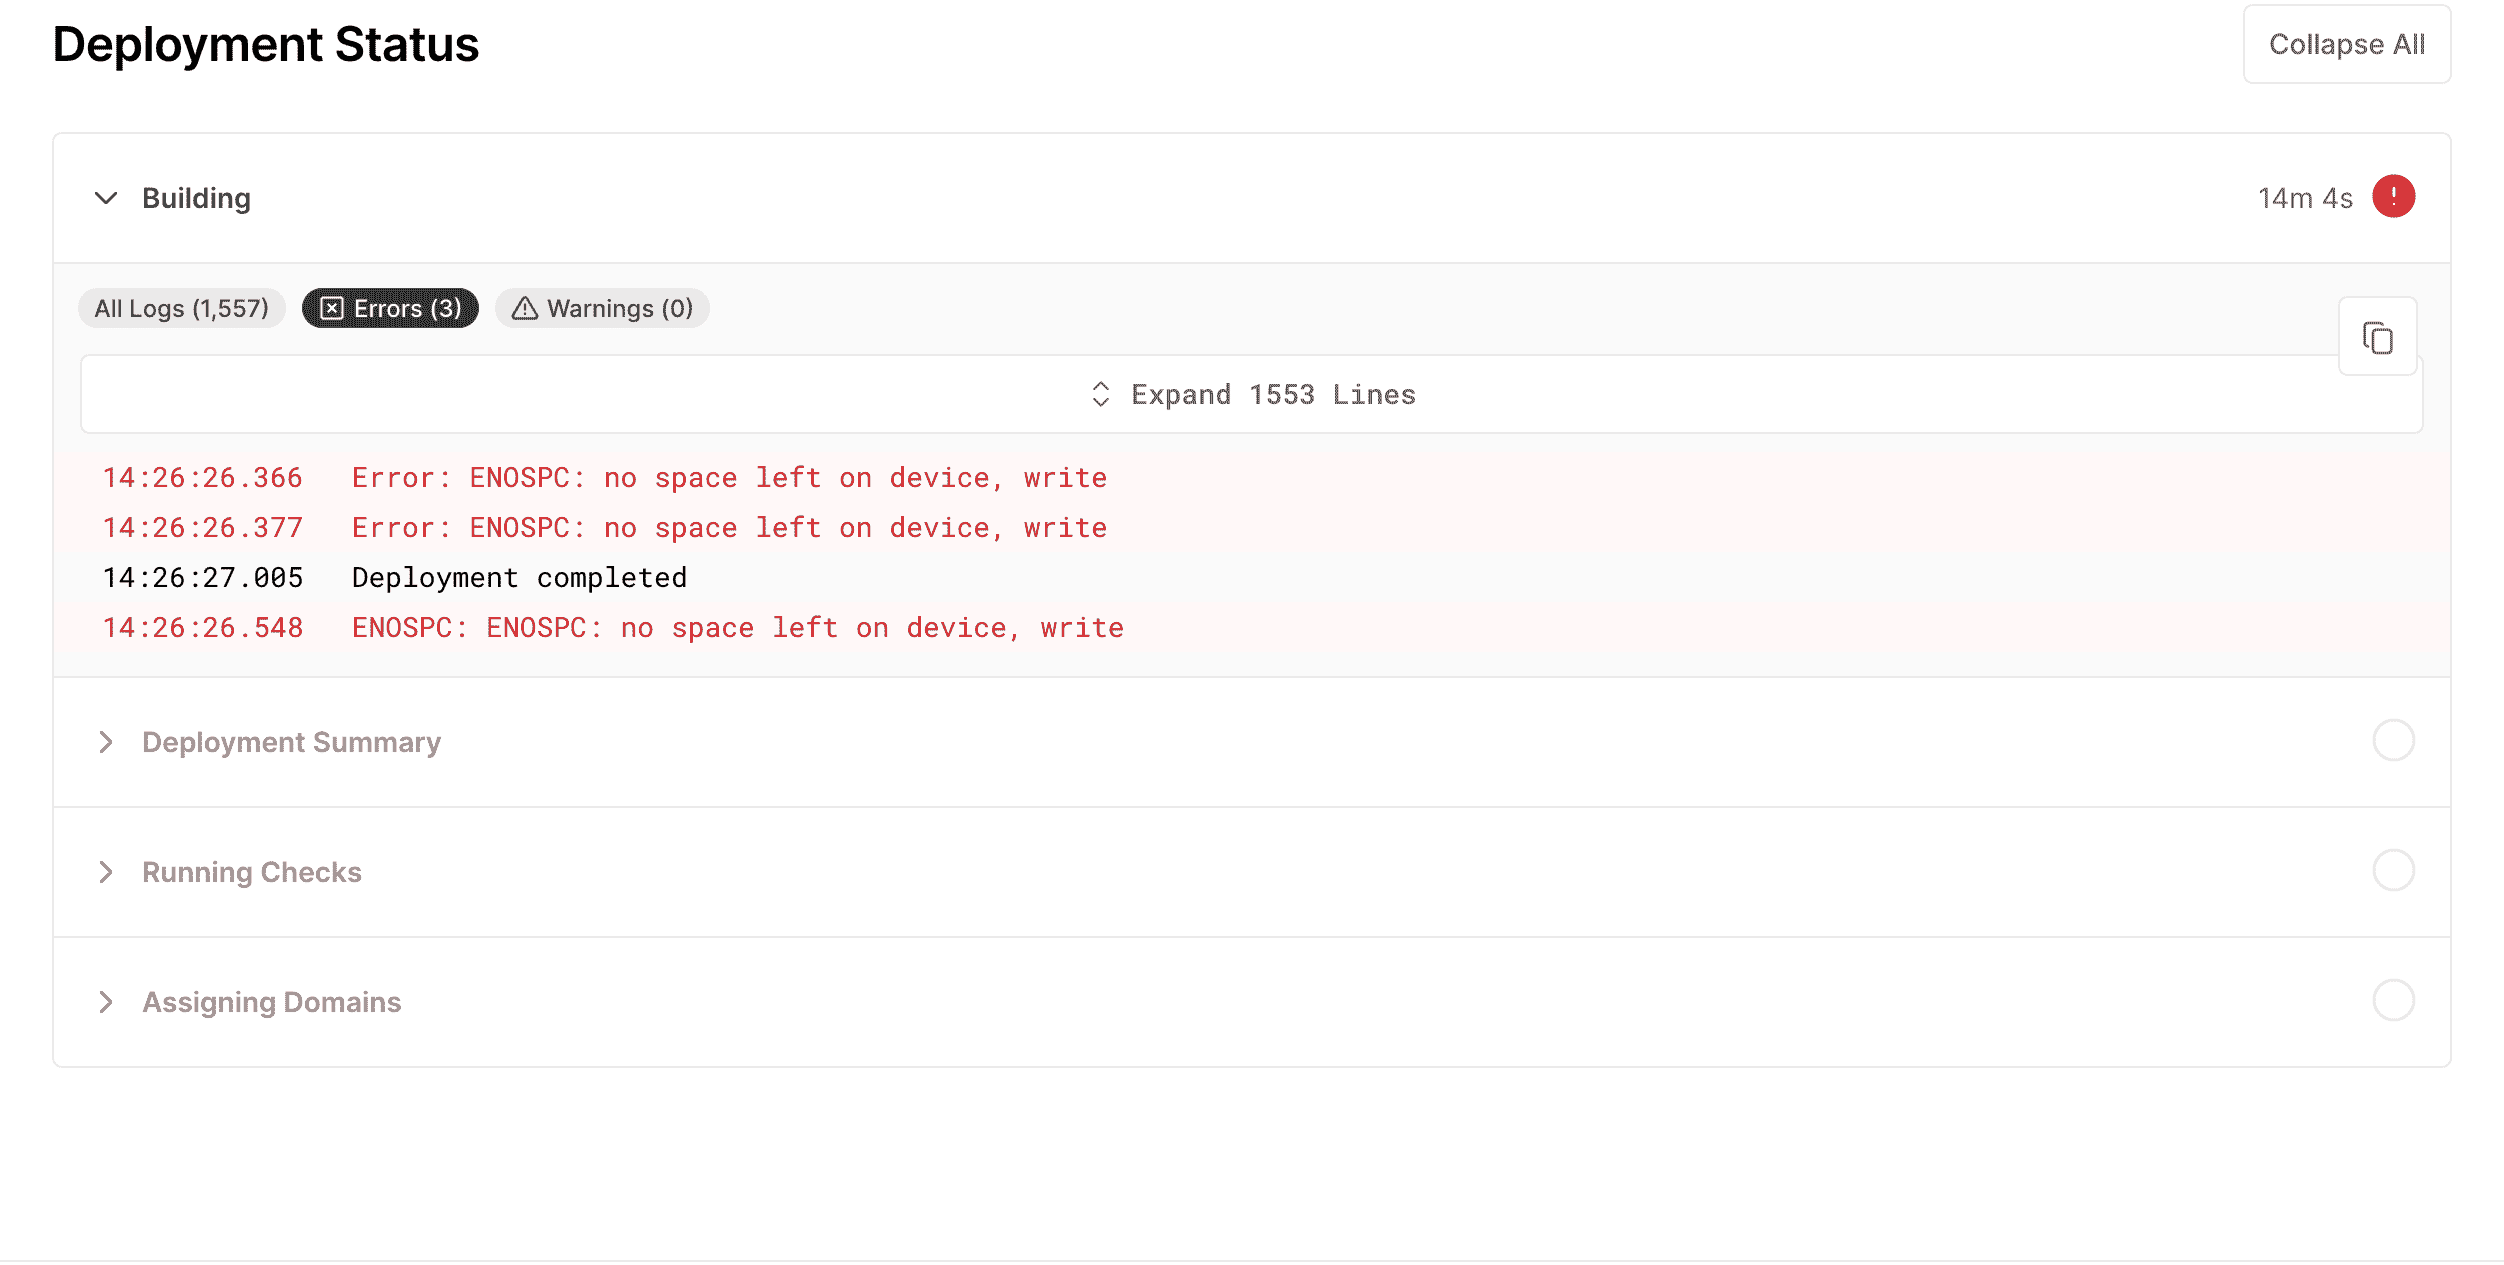 Deployment Status
Collapse All
Building
14m 4s
All Logs (1,557)
Errors (3)
Warnings (0)
Expand 1553 Lines
14:26:26.366 Error: ENOSPC: no space left on device, write
14:26:26.377 Error: ENOSPC: no space left on device, write
14:26:27.005 Deployment completed
14:26:26.548 ENOSPC: ENOSPC: no space left on device, write
Deployment Summary
Running Checks
Assigning Domains